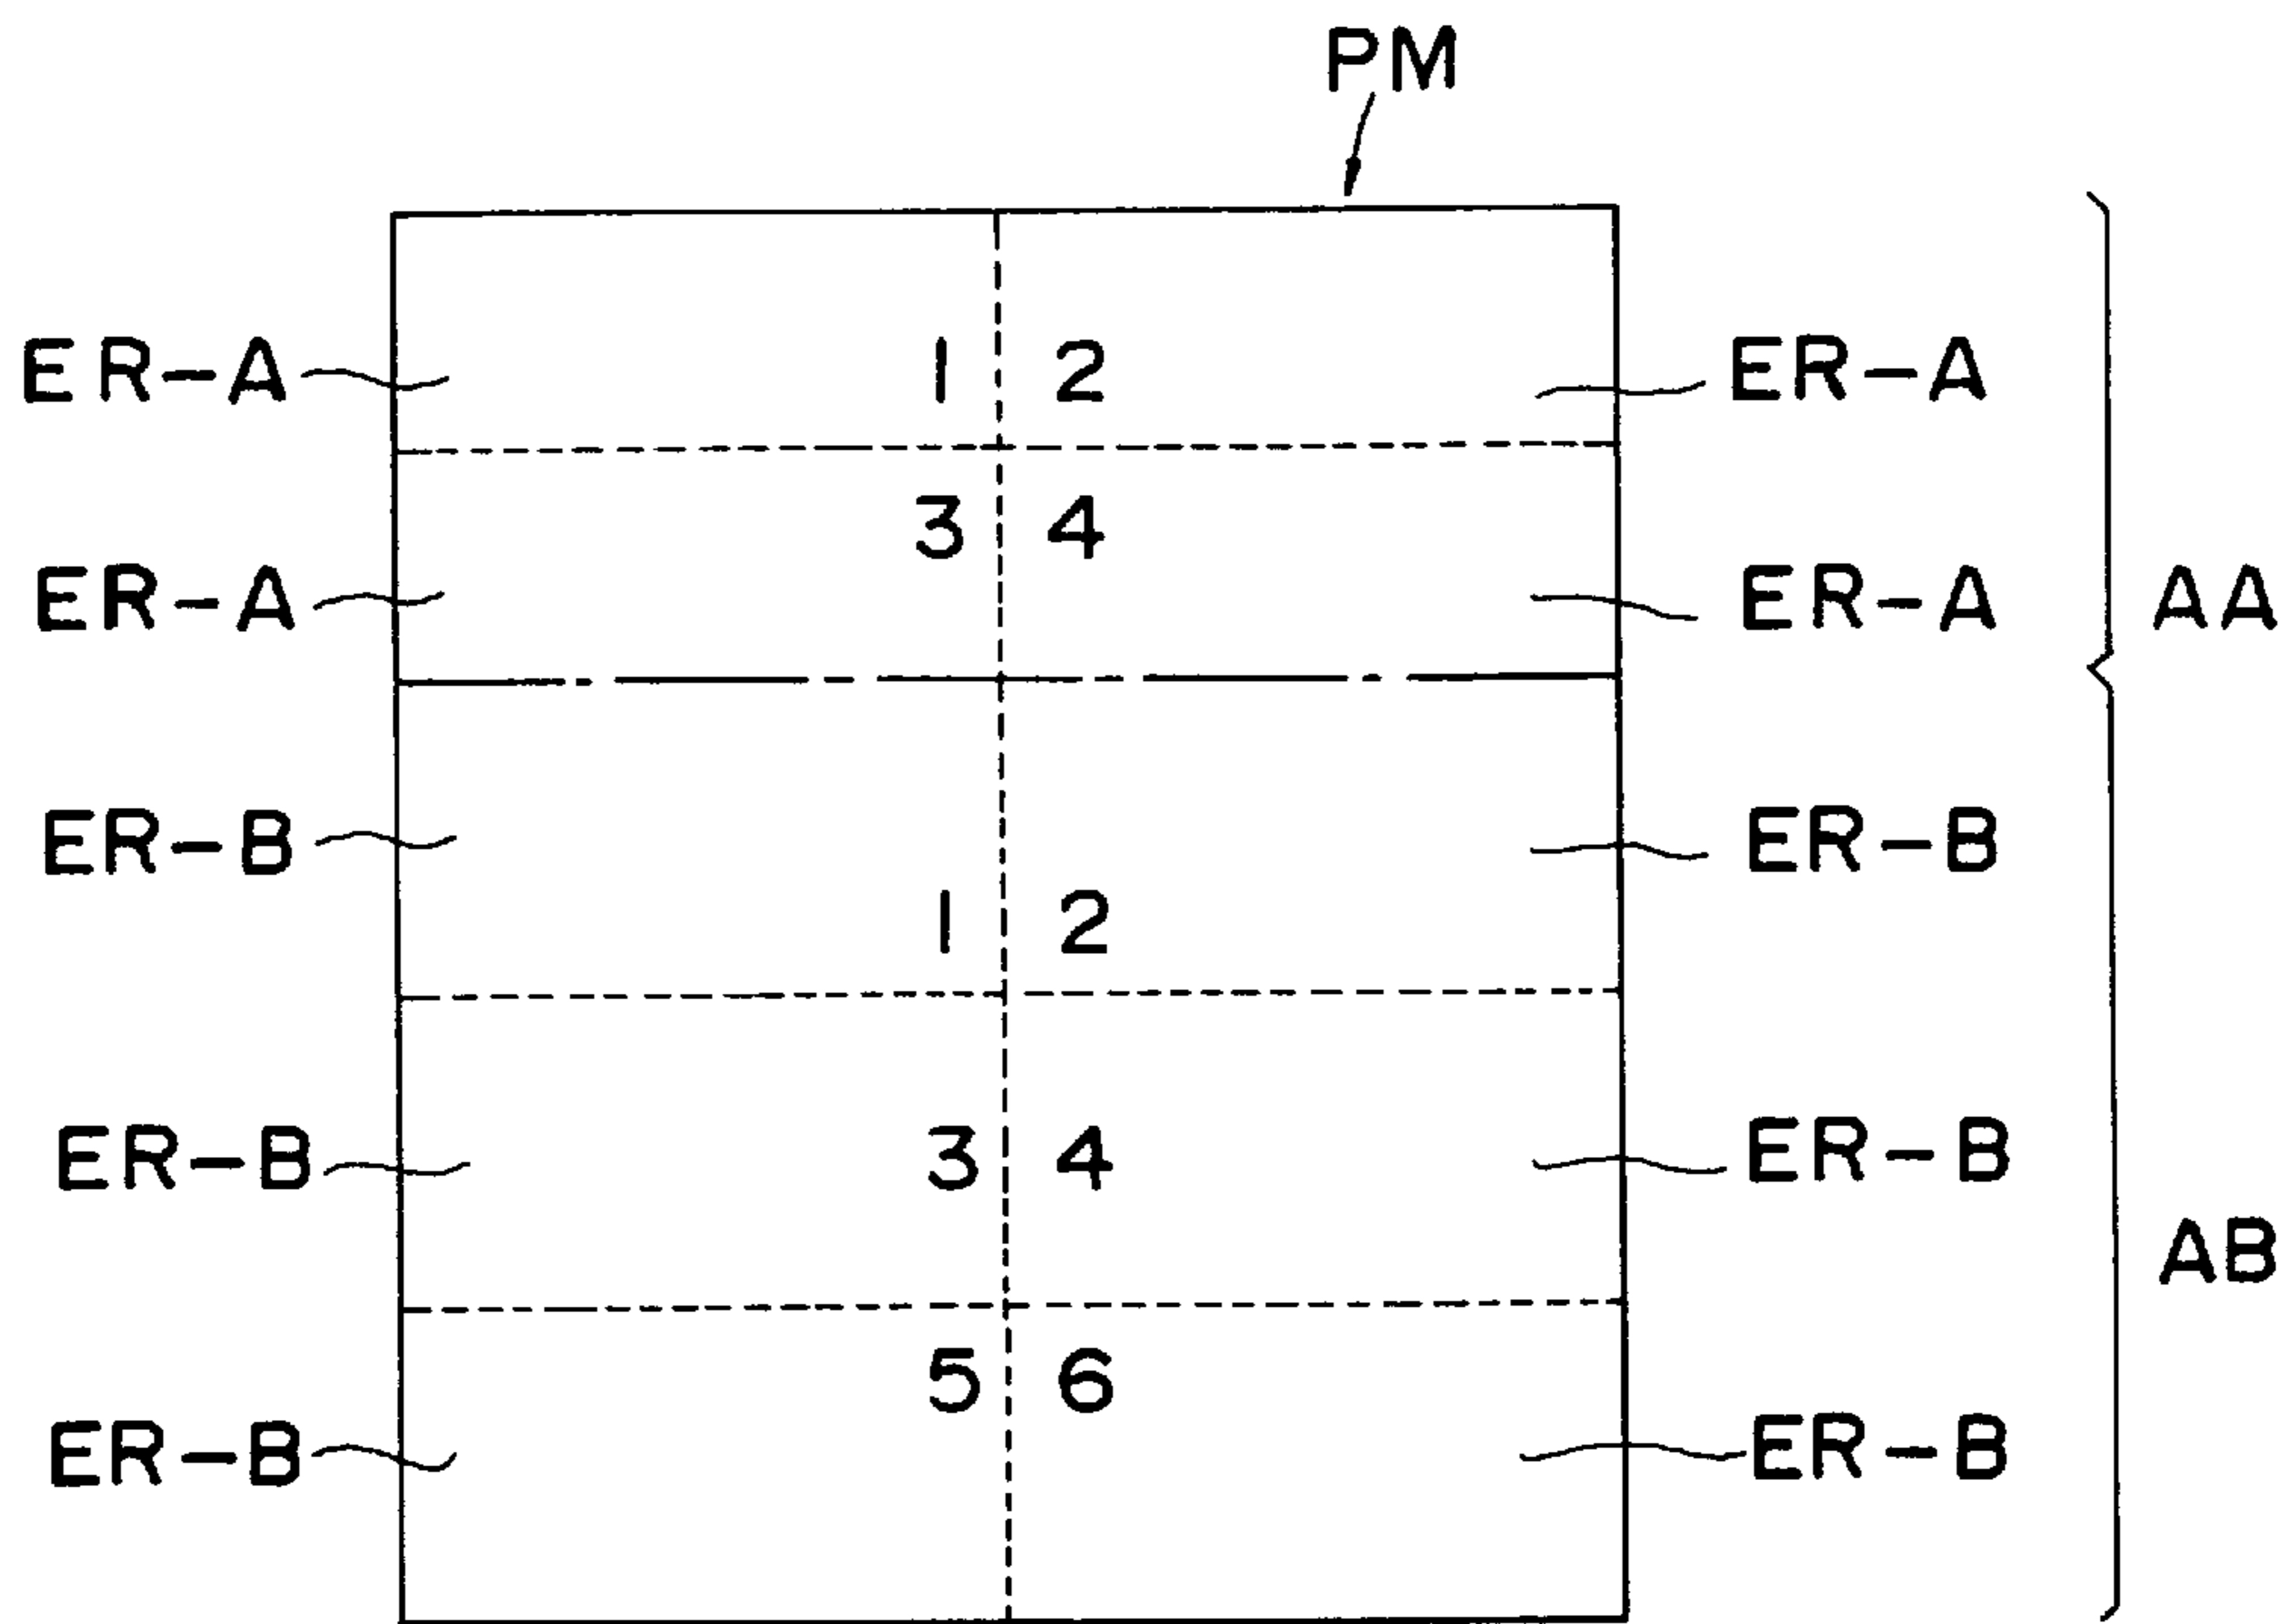 PM
ER-A 1 2 ER-A
3 4
ER-A ER-A AA
ER-B ER-B
1 2
ER-B 3 4 ER-B
AB
5 6
ER-B ER-B